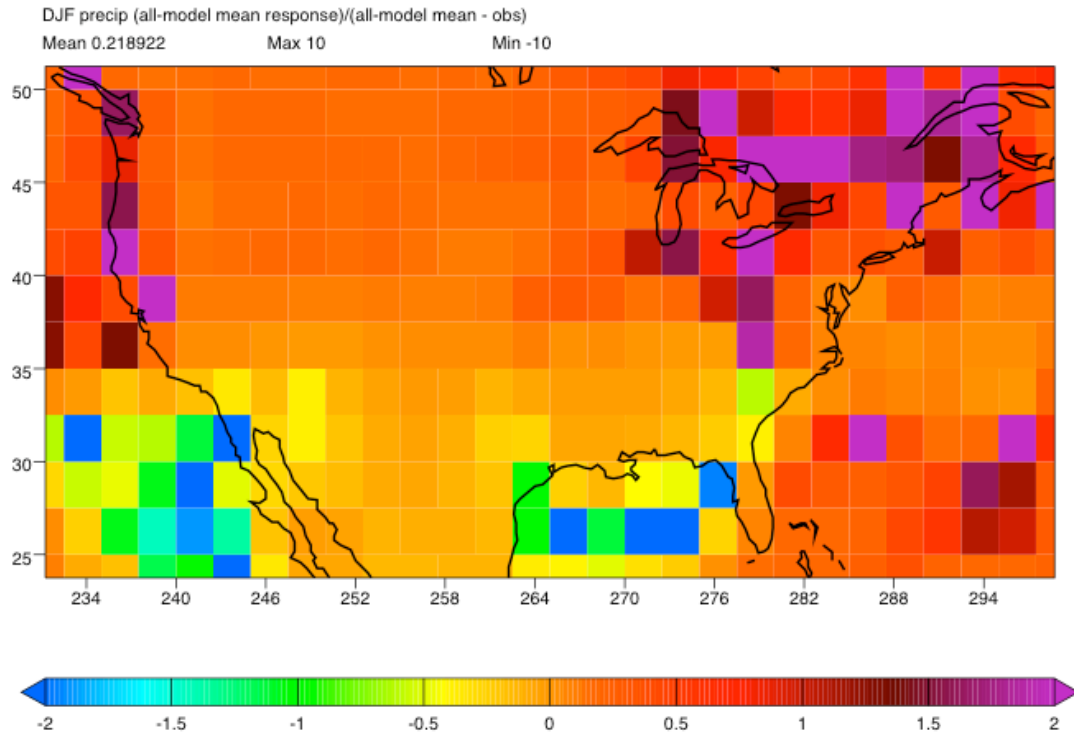 DJF precip (all-model mean response)/(all-model mean - obs)
Mean 0.218922 Max 10 Min -10
50
45
40
35
30
25
234 240 246 252 258 264 270 276 282 288 294
-2 -1.5 -1 -0.5 0 0.5 1 1.5 2